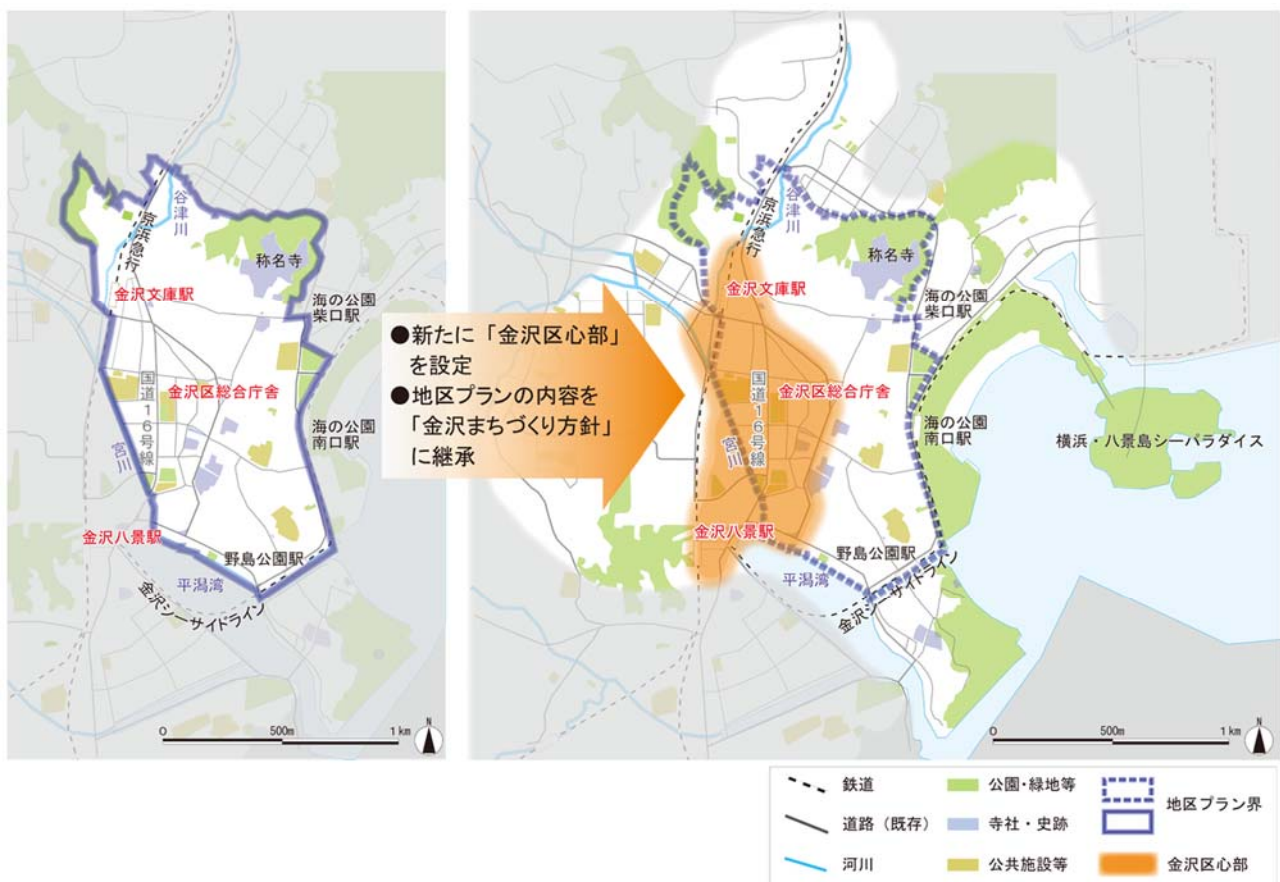 谷津川
京浜急行
称名寺
金沢文庫駅
海の公園
柴口駅
国道16号線
金沢区総合庁舎
海の公園
南口駅
宮川
金沢八景駅
野島公園駅
平潟湾
金沢シーサイドライン
0 500m 1km
N
●新たに「金沢区心部」
を設定
●地区プランの内容を
「金沢まちづくり方針」
に継承
谷津川
京浜急行
称名寺
金沢文庫駅
海の公園
柴口駅
国道16号線
金沢区総合庁舎
海の公園
南口駅
横浜・八景島シーパラダイス
宮川
金沢八景駅
野島公園駅
平潟湾
金沢シーサイドライン
0 500m 1km
N
鉄道
公園・緑地等
地区プラン界
道路（既存）
寺社・史跡
河川
公共施設等
金沢区心部